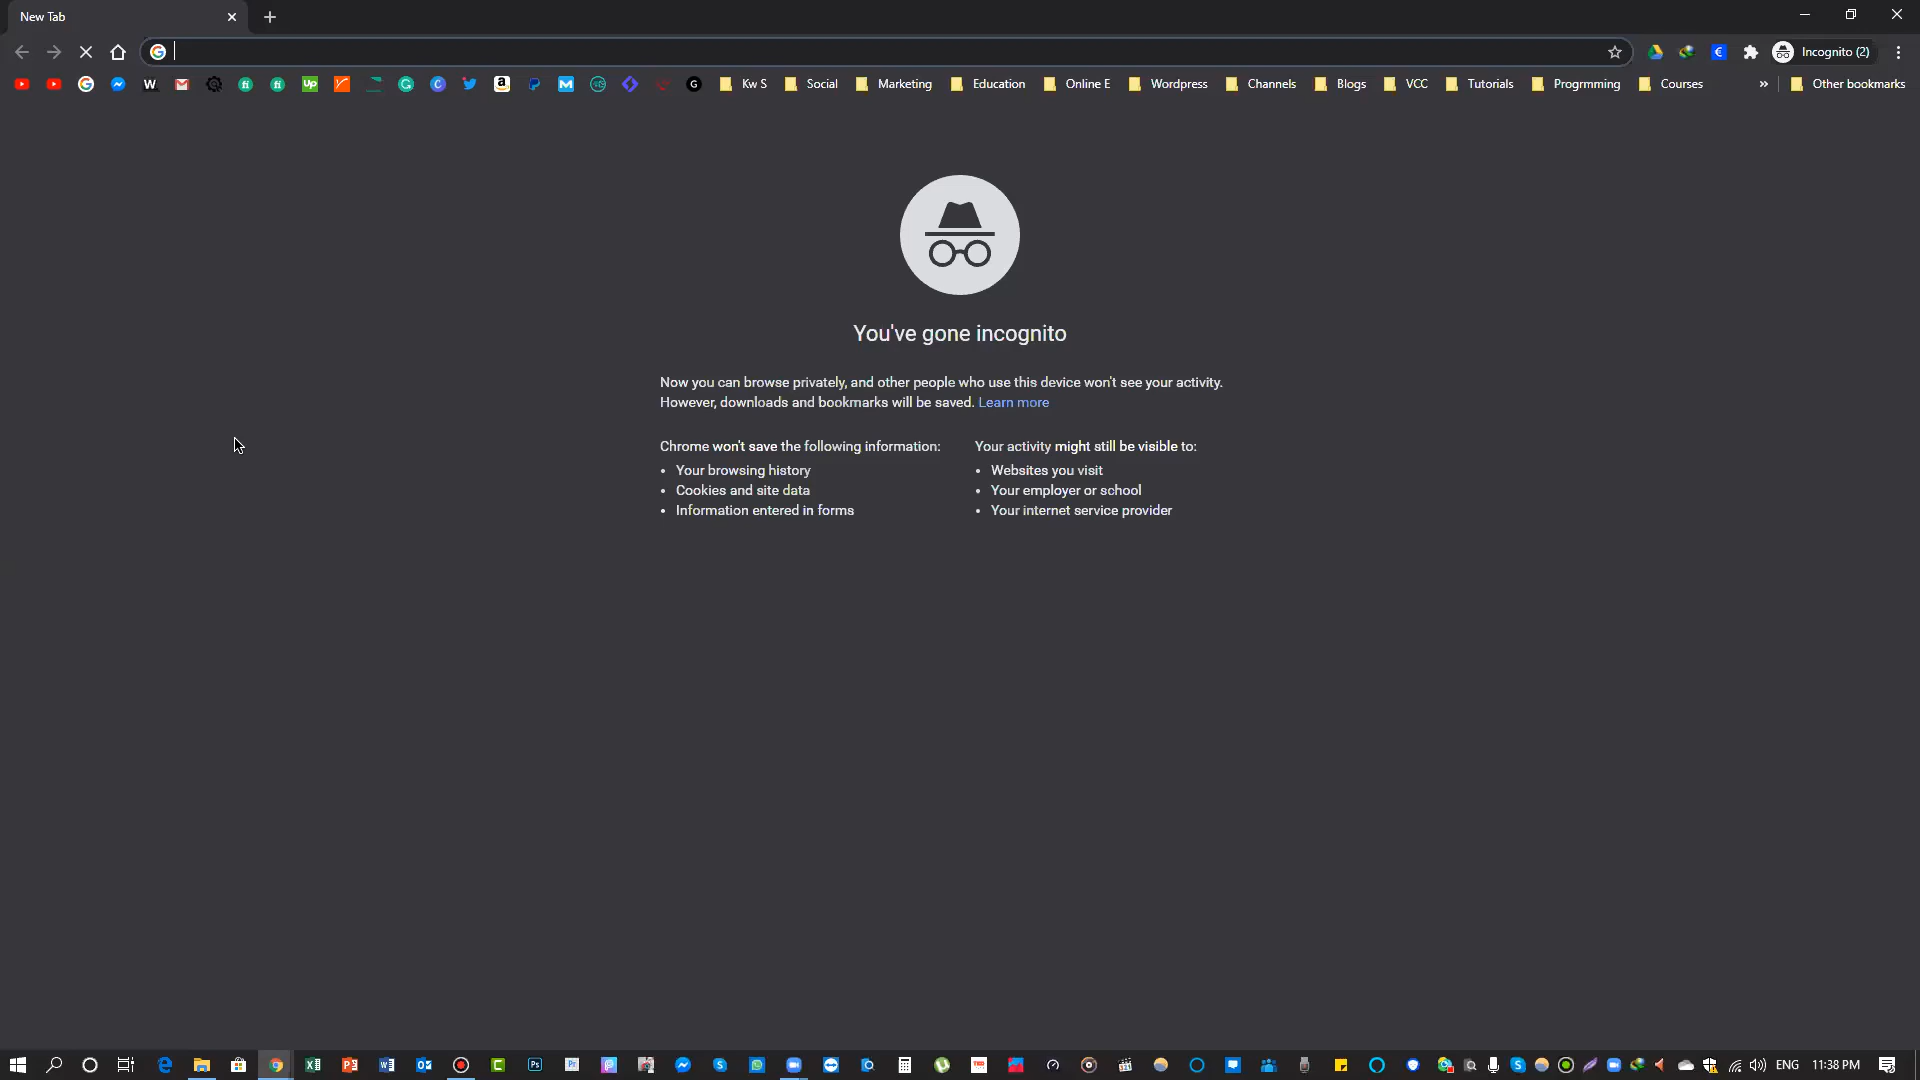 New Tab
Incognito (2)
Kw S
Social
Marketing
Education
Online E
Wordpress
Channels
Blogs
VCC
Tutorials
Progrmming
Courses
Other bookmarks
You've gone incognito
Now you can browse privately, and other people who use this device won't see your activity.
However, downloads and bookmarks will be saved. Learn more
Chrome won't save the following information:
Your browsing history
Cookies and site data
Information entered in forms
Your activity might still be visible to:
Websites you visit
Your employer or school
Your internet service provider
ENG
11:38 PM